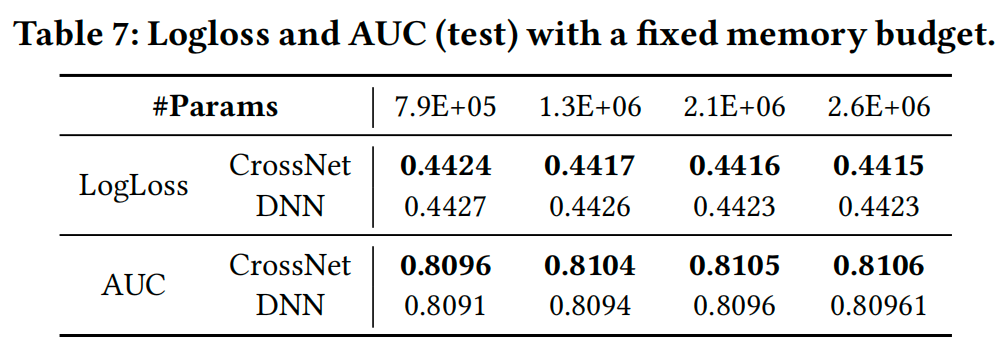 Table 7: Logloss and AUC (test) with a fixed memory budget.
#Params 7.9E+05 1.3E+06 2.1E+06 2.6E+06
LogLoss CrossNet 0.4424 0.4417 0.4416 0.4415
DNN 0.4427 0.4426 0.4423 0.4423
AUC CrossNet 0.8096 0.8104 0.8105 0.8106
DNN 0.8091 0.8094 0.8096 0.80961